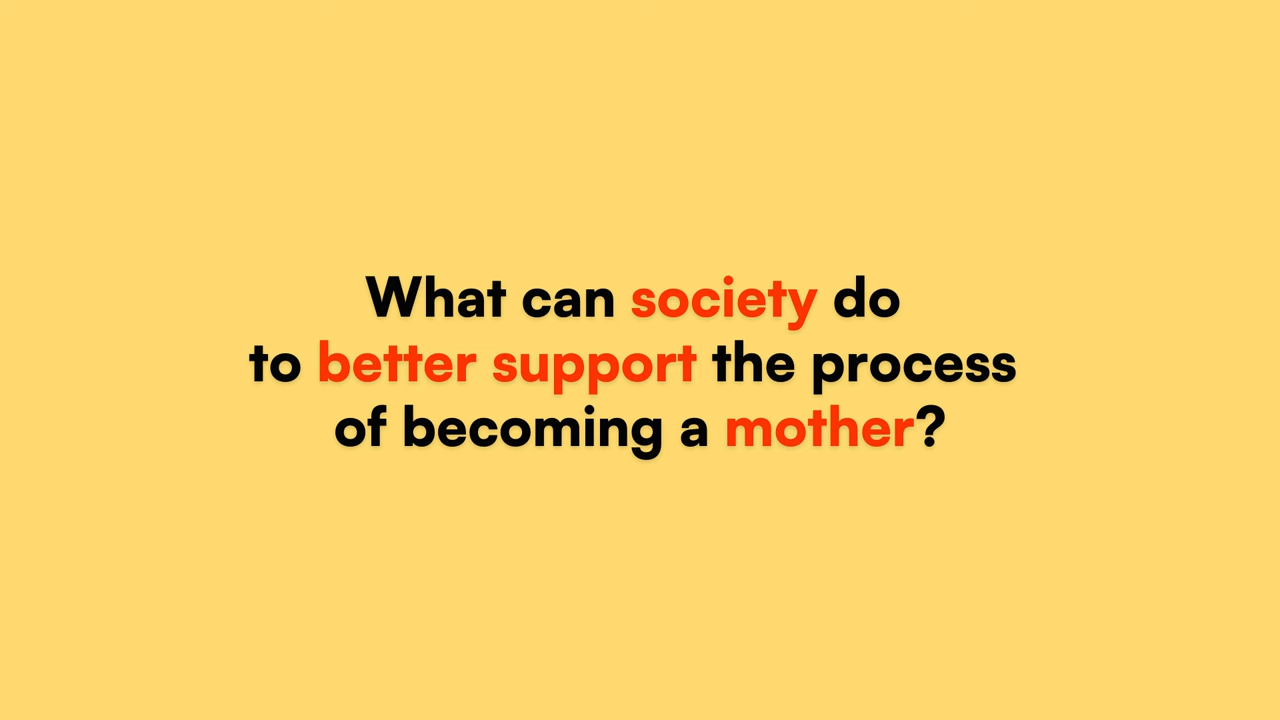 What can society do
to better support the process
of becoming a mother?